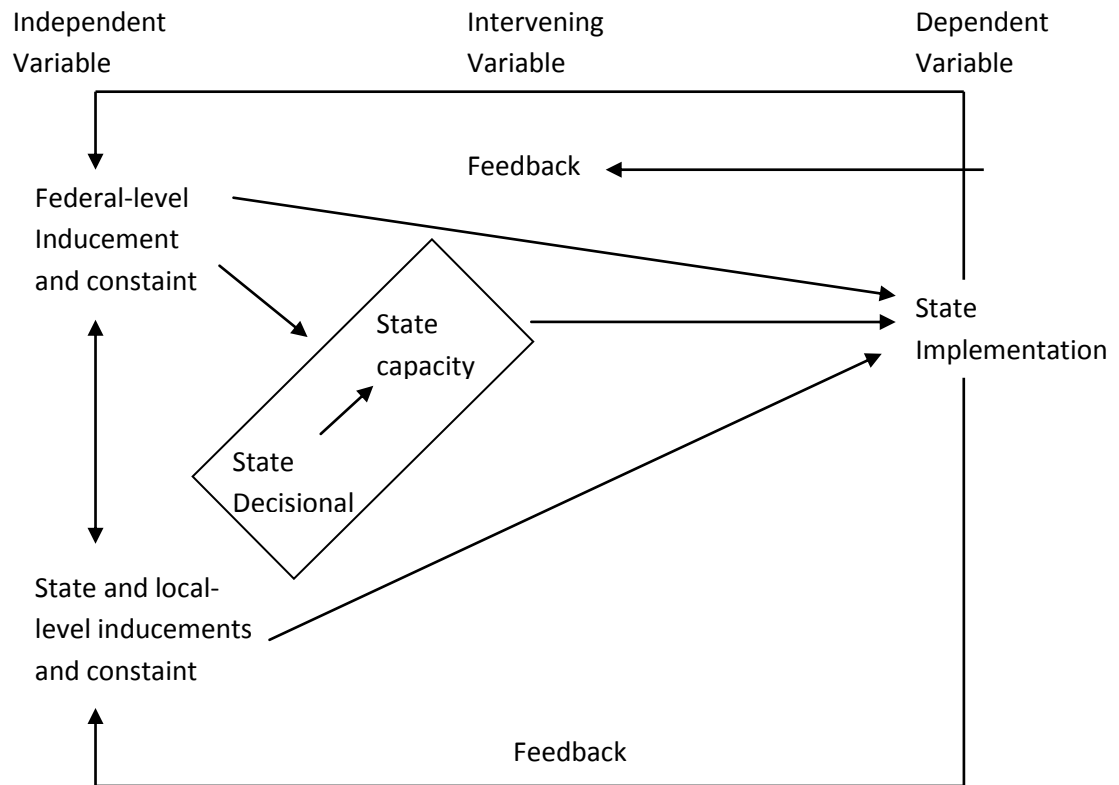 Independent
Variable
Intervening
Variable
Dependent
Variable
Feedback
Federal-level
Inducement
and constaint
State
capacity
State
Implementation
State
Decisional
State and local-
level inducements
and constaint
Feedback